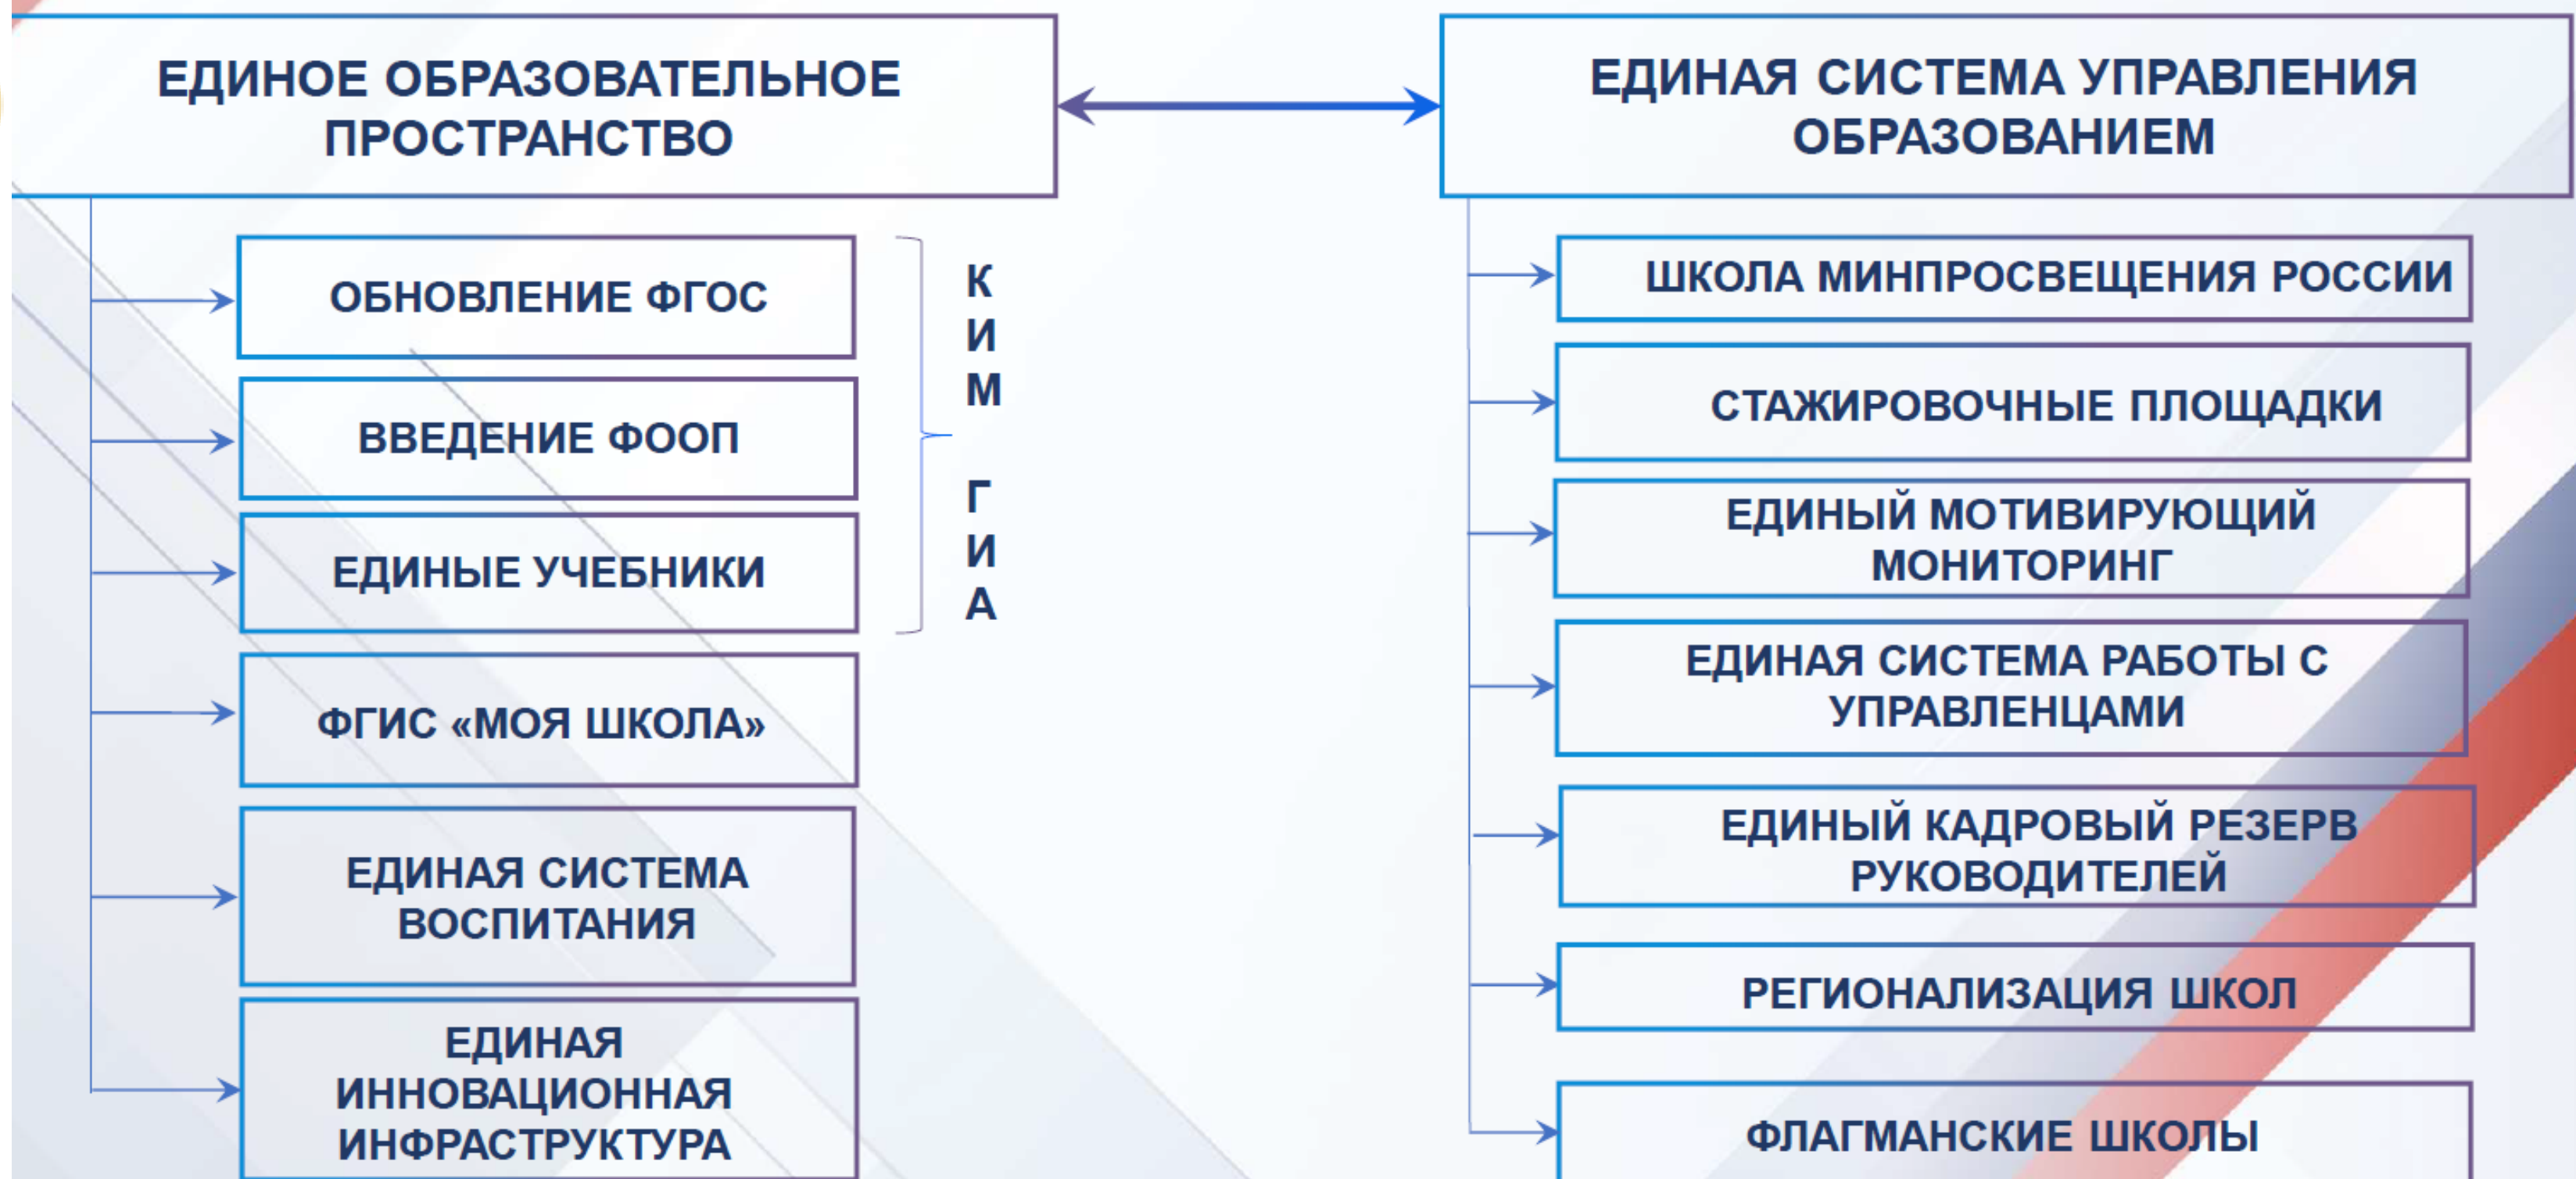 ЕДИНОЕ ОБРАЗОВАТЕЛЬНОЕ
ПРОСТРАНСТВО
ОБНОВЛЕНИЕ ФГОС
ВВЕДЕНИЕ ФООП
ЕДИНЫЕ УЧЕБНИКИ
К
И
М
Г
И
А
ФГИС «МОЯ ШКОЛА»
ЕДИНАЯ СИСТЕМА
ВОСПИТАНИЯ
ЕДИНАЯ
ИННОВАЦИОННАЯ
ИНФРАСТРУКТУРА
ЕДИНАЯ СИСТЕМА УПРАВЛЕНИЯ
ОБРАЗОВАНИЕМ
ШКОЛА МИНПРОСВЕЩЕНИЯ РОССИИ
СТАЖИРОВОЧНЫЕ ПЛОЩАДКИ
ЕДИНЫЙ МОТИВИРУЮЩИЙ
МОНИТОРИНГ
ЕДИНАЯ СИСТЕМА РАБОТЫ С
УПРАВЛЕНЦАМИ
ЕДИНЫЙ КАДРОВЫЙ РЕЗЕРВ
РУКОВОДИТЕЛЕЙ
РЕГИОНАЛИЗАЦИЯ ШКОЛ
ФЛАГМАНСКИЕ ШКОЛЫ